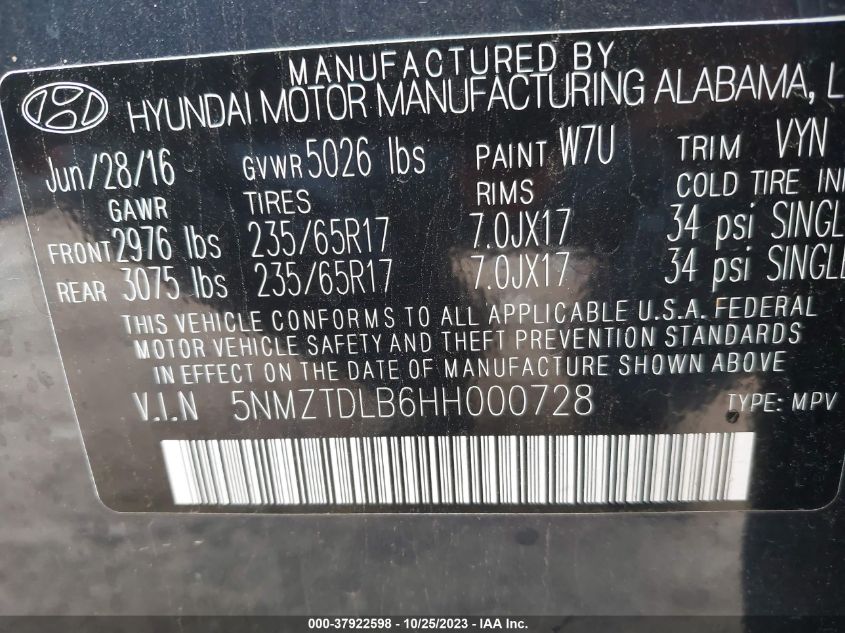 MANUFACTURED BY
HYUNDAI MOTOR MANUFACTURING ALABAMA, L
Jun/28/16 GVWR 5026 lbs PAINT W7U TRIM VYN
GAWR TIRES RIMS COLD TIRE IN
FRONT 2976 lbs 235/65R17 7.0JX17 34 psi SINGL
REAR 3075 lbs 235/65R17 7.0JX17 34 psi SINGLE
THIS VEHICLE CONFORMS TO ALL APPLICABLE U.S.A. FEDERAL
MOTOR VEHICLE SAFETY AND THEFT PREVENTION STANDARDS
IN EFFECT ON THE DATE OF MANUFACTURE SHOWN ABOVE
V.I.N 5NMZTDLB6HH000728 TYPE: MPV
000-37922598 - 10/25/2023 - IAA, Inc.